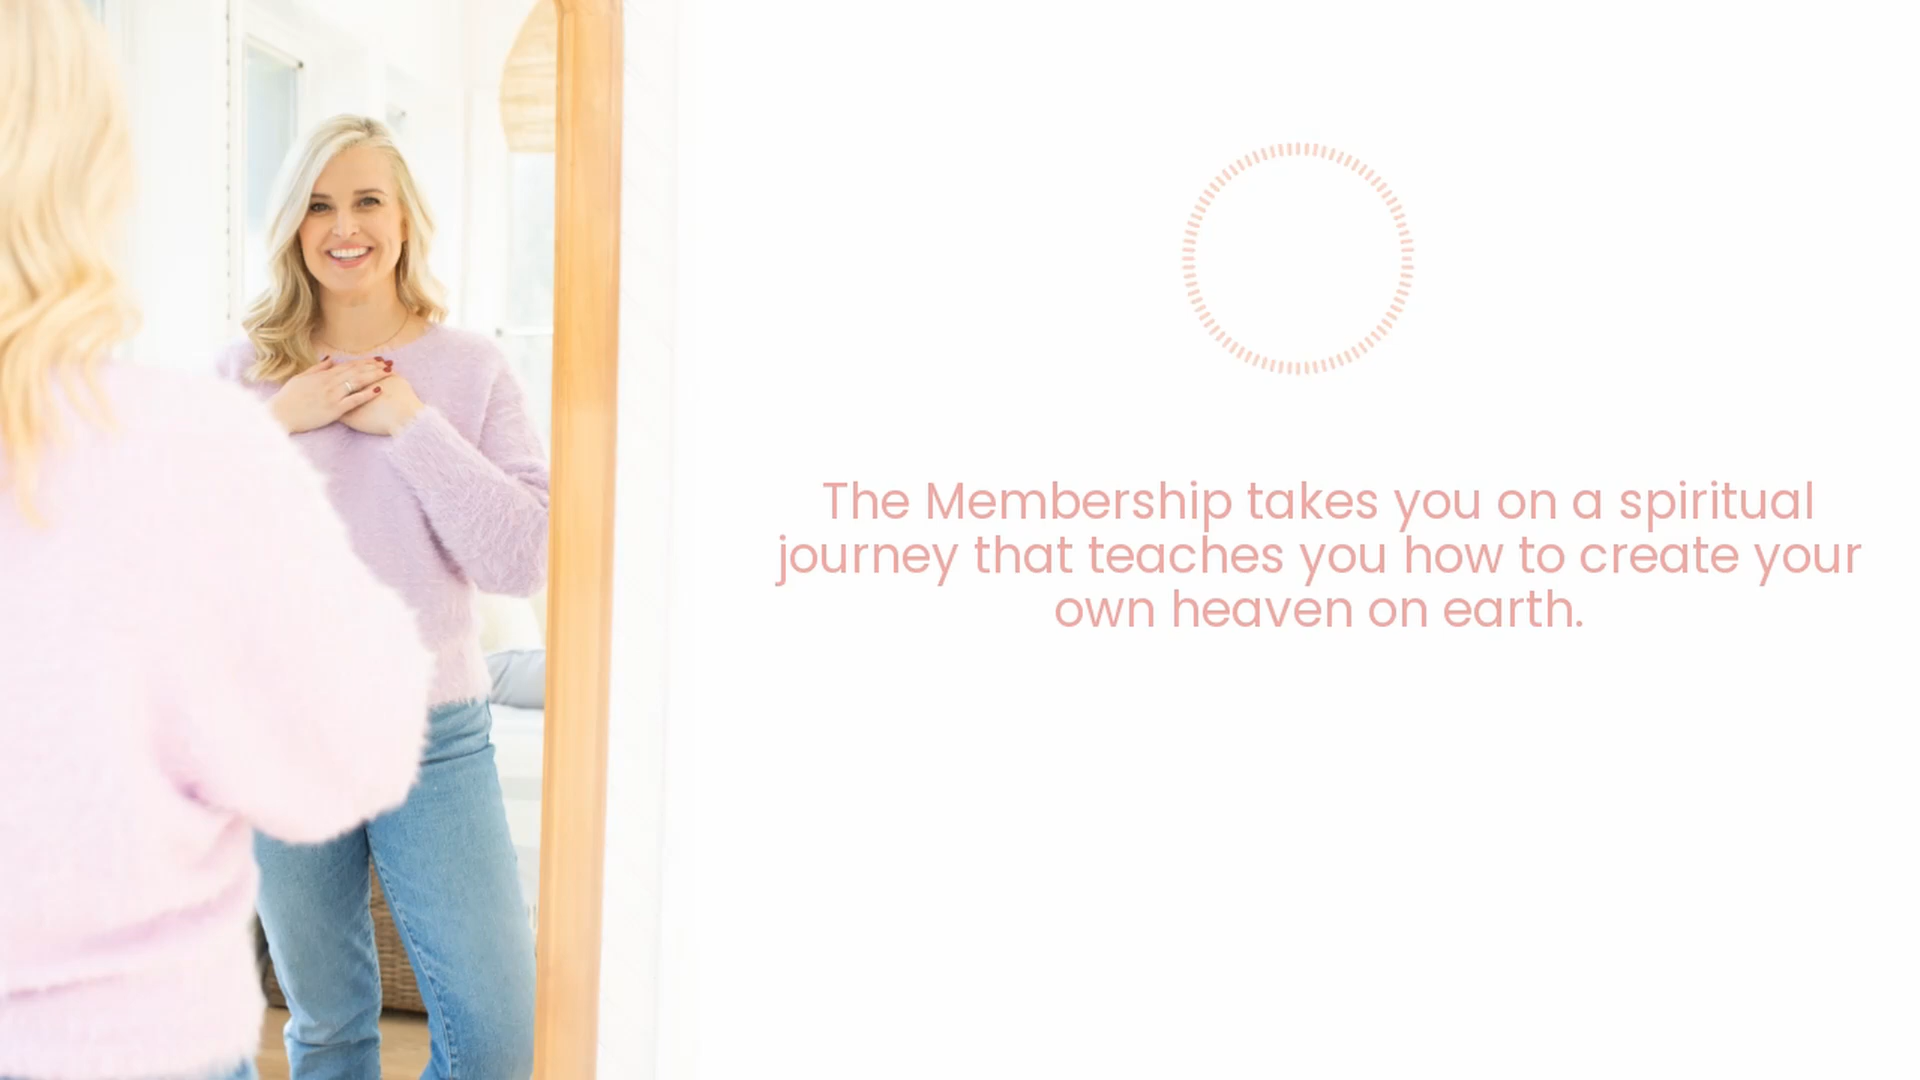 The Membership takes you on a spiritual
journey that teaches you how to create your
own heaven on earth.